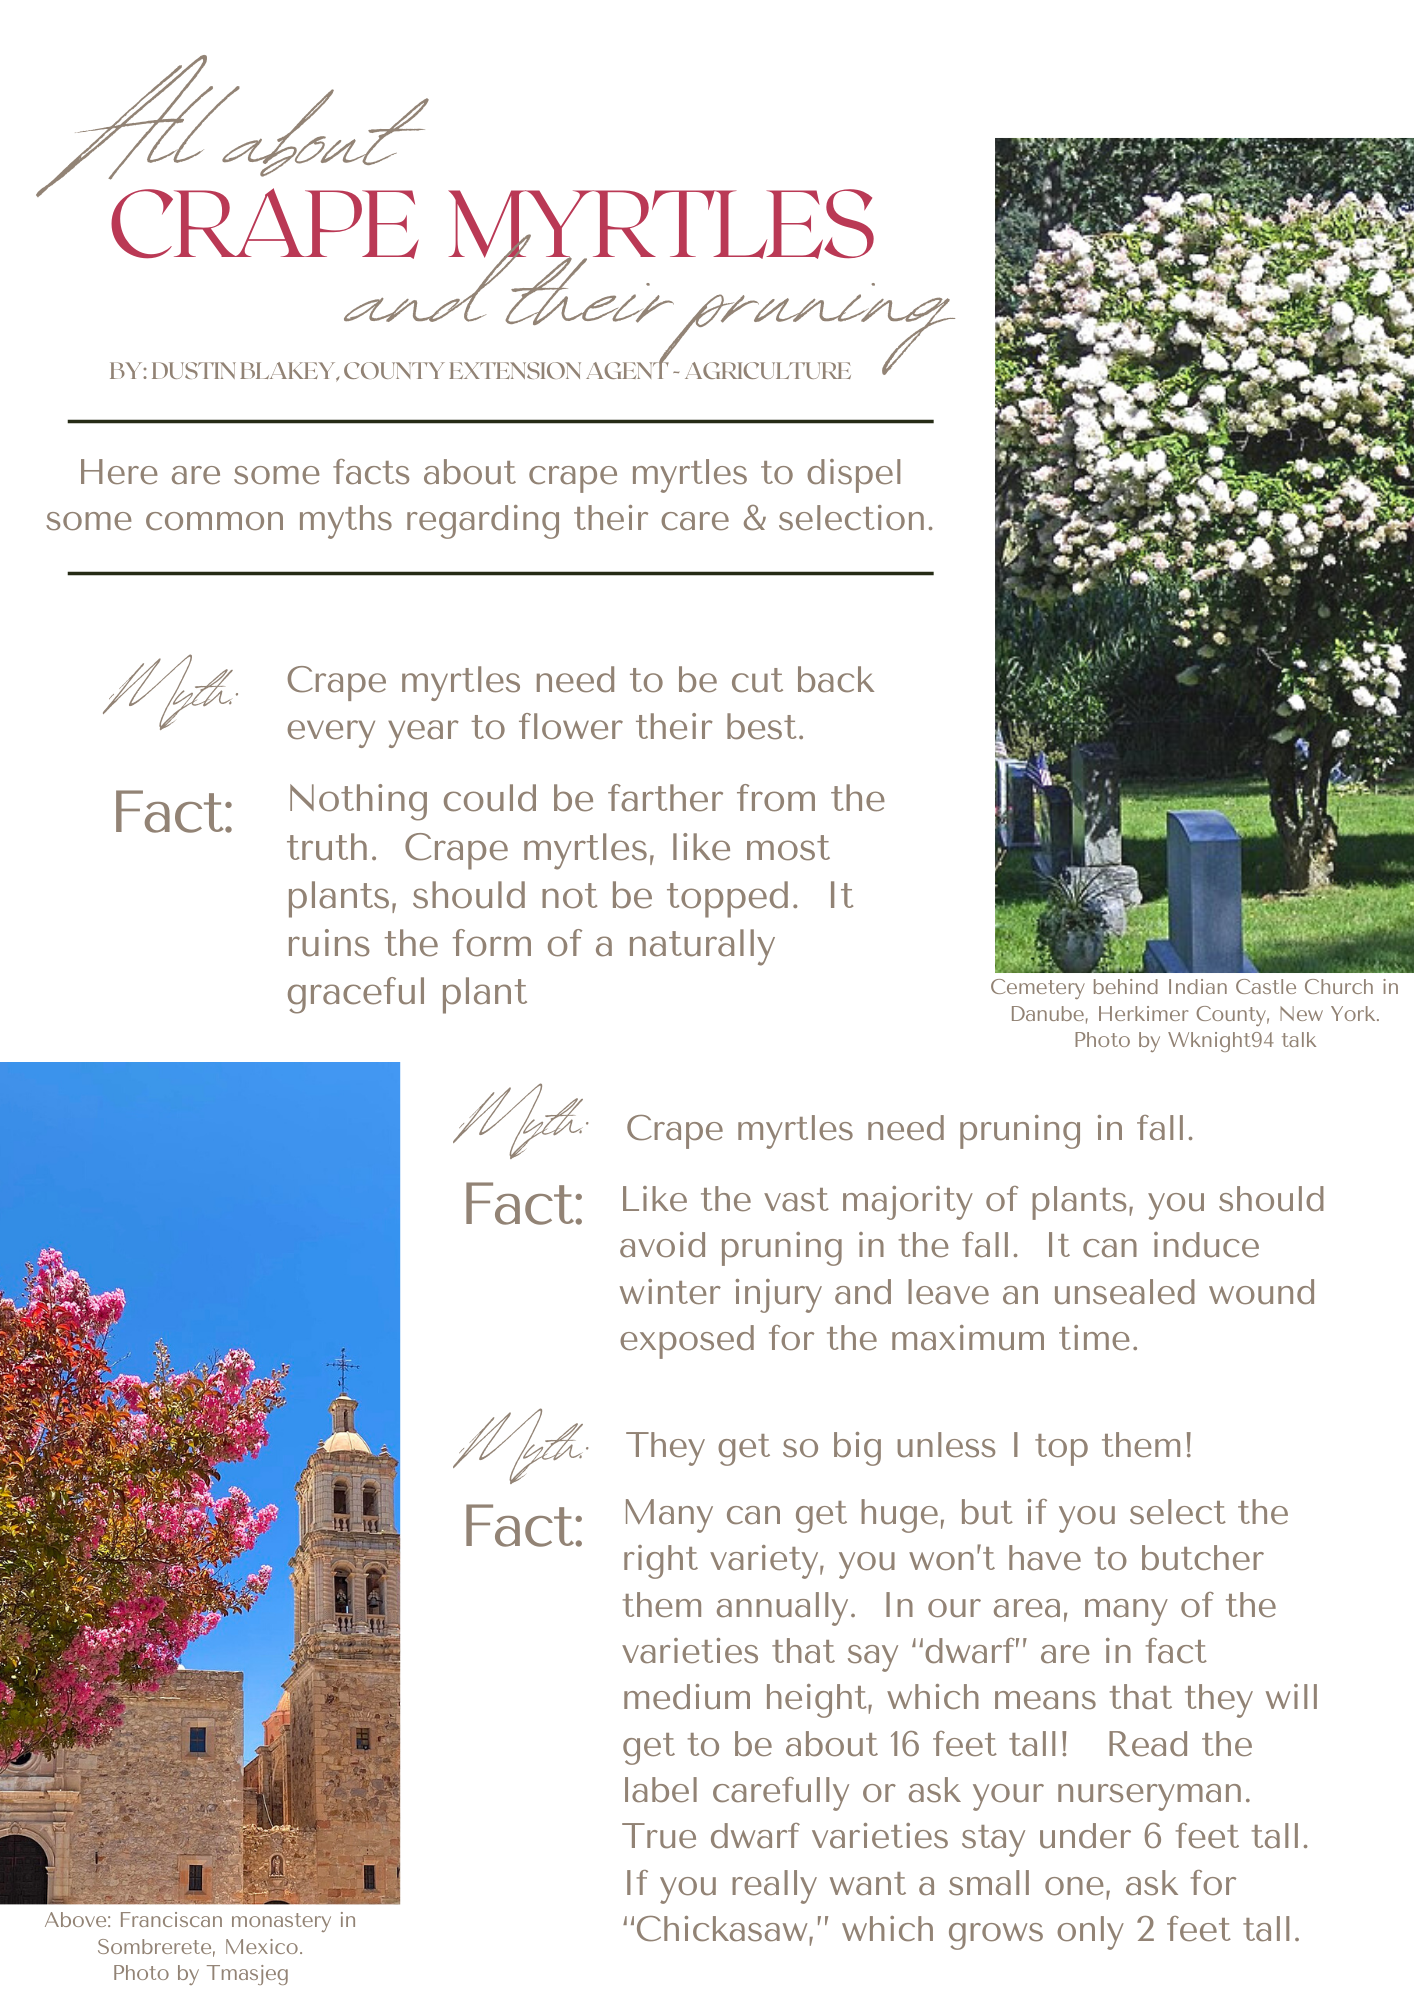 All about
CRAPE MYRTLES
and their pruning
BY: DUSTIN BLAKEY, COUNTY EXTENSION AGENT - AGRICULTURE
Here are some facts about crape myrtles to dispel
some common myths regarding their care & selection.
Myth:
Crape myrtles need to be cut back
every year to flower their best.
Fact:
Nothing could be farther from the
truth.  Crape myrtles, like most
plants, should not be topped.  It
ruins the form of a naturally
graceful plant
Cemetery behind Indian Castle Church in
Danube, Herkimer County, New York.
Photo by Wknight94 talk
Myth:
Crape myrtles need pruning in fall.
Fact:
Like the vast majority of plants, you should
avoid pruning in the fall.  It can induce
winter injury and leave an unsealed wound
exposed for the maximum time.
Myth:
They get so big unless I top them!
Fact:
Many can get huge, but if you select the
right variety, you won't have to butcher
them annually.  In our area, many of the
varieties that say “dwarf” are in fact
medium height, which means that they will
get to be about 16 feet tall!   Read the
label carefully or ask your nurseryman.
True dwarf varieties stay under 6 feet tall.
If you really want a small one, ask for
“Chickasaw,” which grows only 2 feet tall.
Above: Franciscan monastery in
Sombrerete, Mexico.
Photo by Tmasjeg